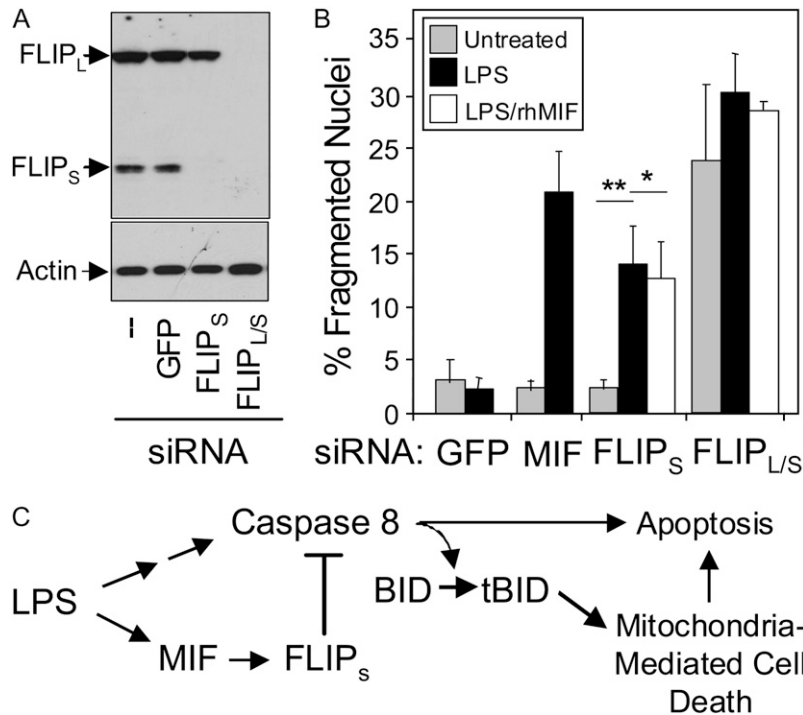 A
FLIPL
FLIPS
Actin
--
GFP
FLIPS
FLIPL/S
siRNA
B
% Fragmented Nuclei
35
30
25
20
15
10
5
0
Untreated
LPS
LPS/rhMIF
** *
siRNA: GFP MIF FLIPS FLIPL/S
C
Caspase 8 Apoptosis
LPS
BID tBID
MIF FLIPs
Mitochondria-
Mediated Cell
Death